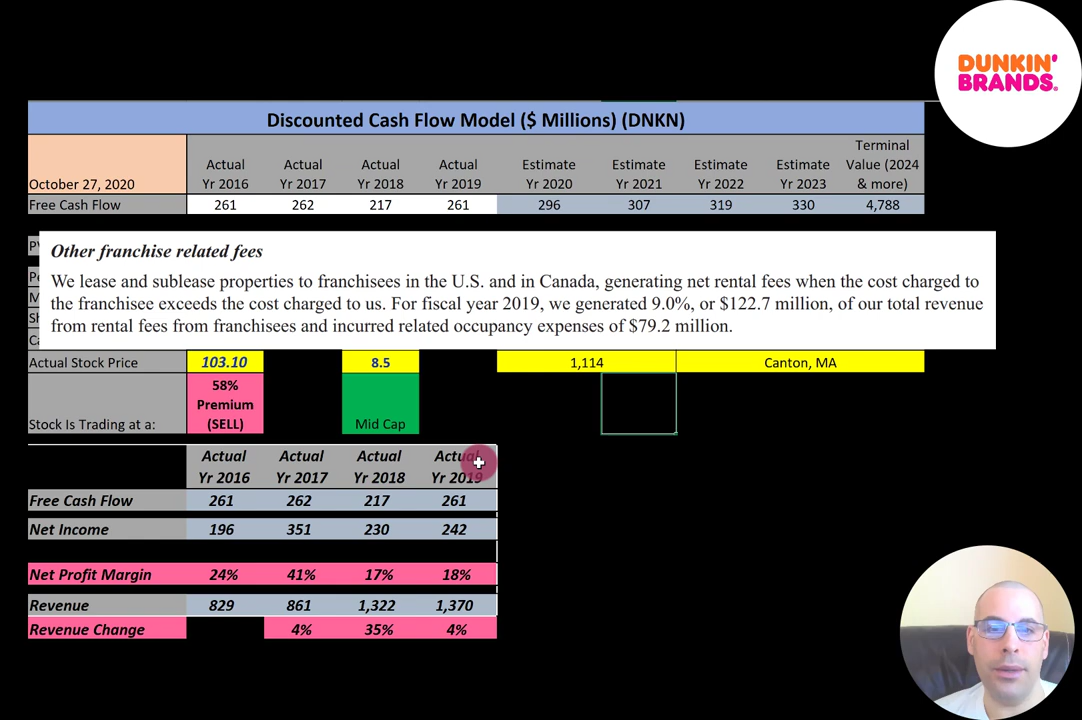 DUNKIN'
BRANDS.
Discounted Cash Flow Model ($ Millions) (DNKN)
October 27, 2020 Actual Yr 2016 Actual Yr 2017 Actual Yr 2018 Actual Yr 2019 Estimate Yr 2020 Estimate Yr 2021 Estimate Yr 2022 Estimate Yr 2023 Terminal Value (2024 & more)
Free Cash Flow 261 262 217 261 296 307 319 330 4,788
Other franchise related fees
We lease and sublease properties to franchisees in the U.S. and in Canada, generating net rental fees when the cost charged to
the franchisee exceeds the cost charged to us. For fiscal year 2019, we generated 9.0%, or $122.7 million, of our total revenue
from rental fees from franchisees and incurred related occupancy expenses of $79.2 million.
Actual Stock Price 103.10 8.5 1,114 Canton, MA
Stock Is Trading at a: 58% Premium (SELL) Mid Cap
Actual Yr 2016 Actual Yr 2017 Actual Yr 2018 Actual Yr 2019
Free Cash Flow 261 262 217 261
Net Income 196 351 230 242
Net Profit Margin 24% 41% 17% 18%
Revenue 829 861 1,322 1,370
Revenue Change 4% 35% 4%